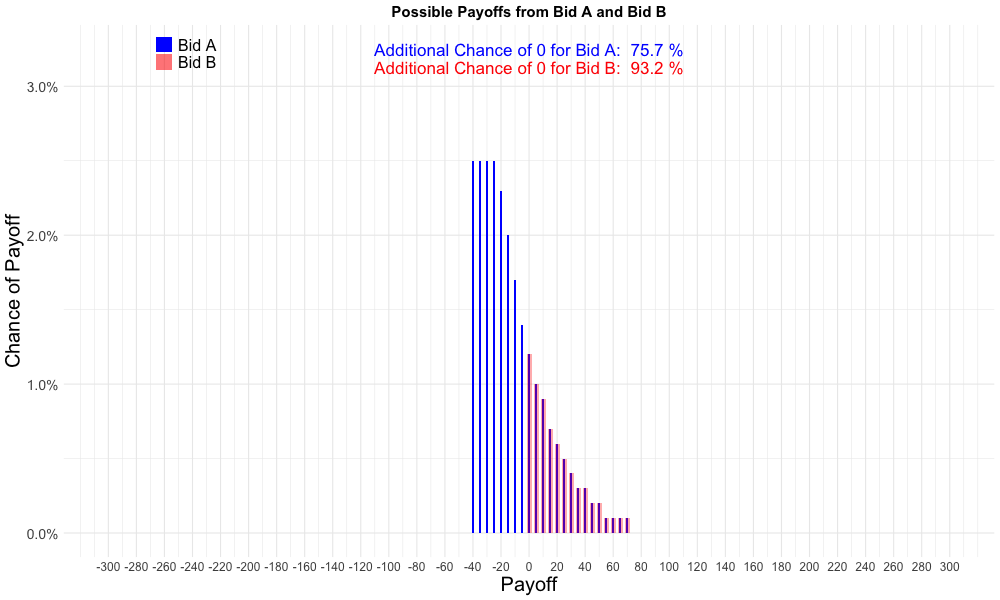 Possible Payoffs from Bid A and Bid B
Bid A
Bid B
Additional Chance of 0 for Bid A: 75.7 %
Additional Chance of 0 for Bid B: 93.2 %
Chance of Payoff
3.0%
2.0%
1.0%
0.0%
-300 -280 -260 -240 -220 -200 -180 -160 -140 -120 -100 -80 -60 -40 -20 0 20 40 60 80 100 120 140 160 180 200 220 240 260 280 300
Payoff